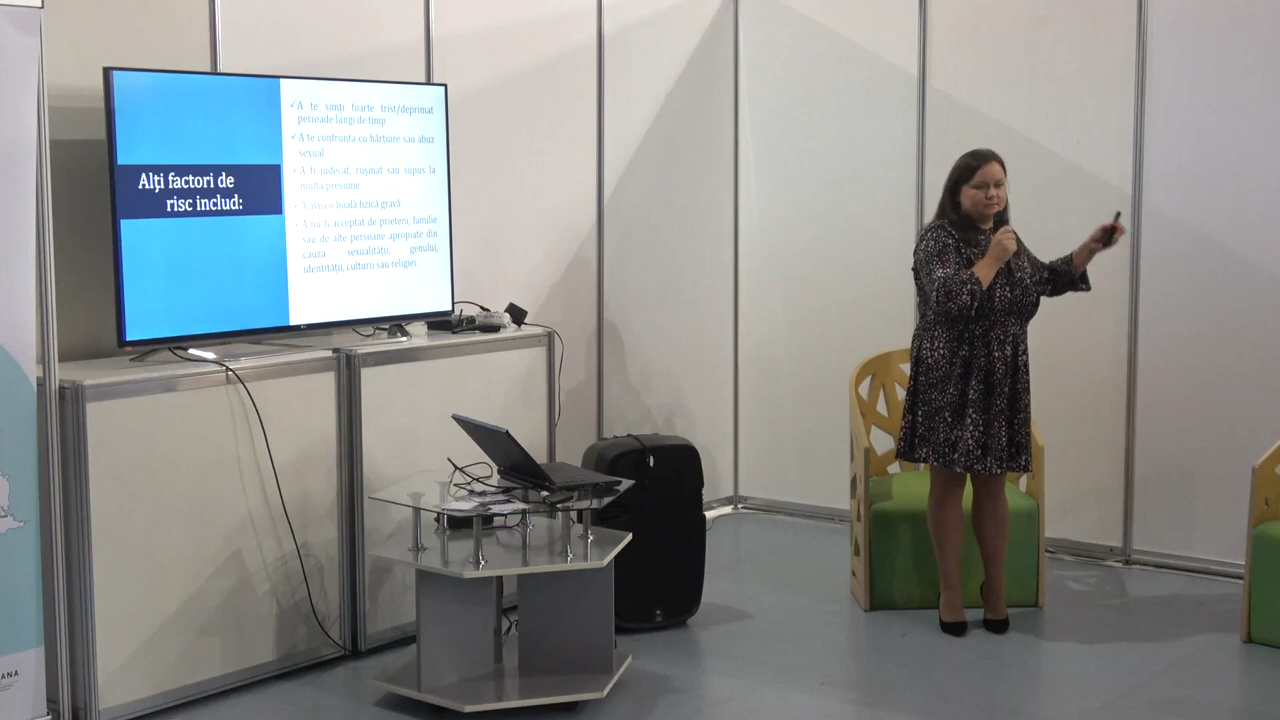 Alți factori de
risc includ:
✓A te simți foarte trist/deprimat
perioade lungi de timp
✓A te confrunta cu hărțuire sau abuz
sexual
A fi judecat, rușinat sau supus la
multă presiune
A avea o boală fizică gravă
A nu fi acceptat de prieteni, familie
sau de alte persoane apropiate din
cauza sexualității, genului,
identității, culturii sau religiei.
ANA